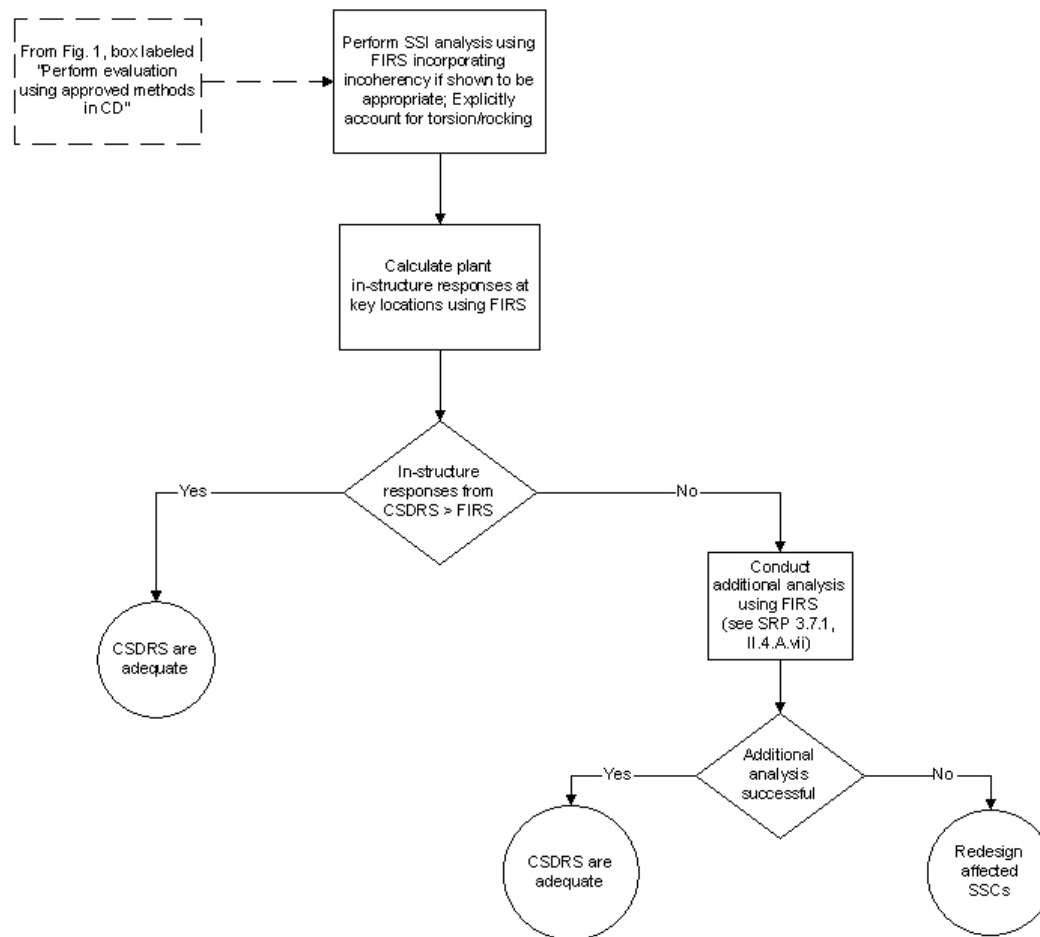 From Fig. 1, box labeled
"Perform evaluation
using approved methods
in CD"
Perform SSI analysis using
FIRS incorporating
incoherency if shown to be
appropriate; Explicitly
account for torsion/rocking
Calculate plant
in-structure responses at
key locations using FIRS
In-structure
responses from
CSDRS > FIRS
Yes
No
CSDRS are
adequate
Conduct
additional analysis
using FIRS
(see SRP 3.7.1,
II.4.A.vii)
Additional
analysis
successful
Yes
No
CSDRS are
adequate
Redesign
affected
SSCs